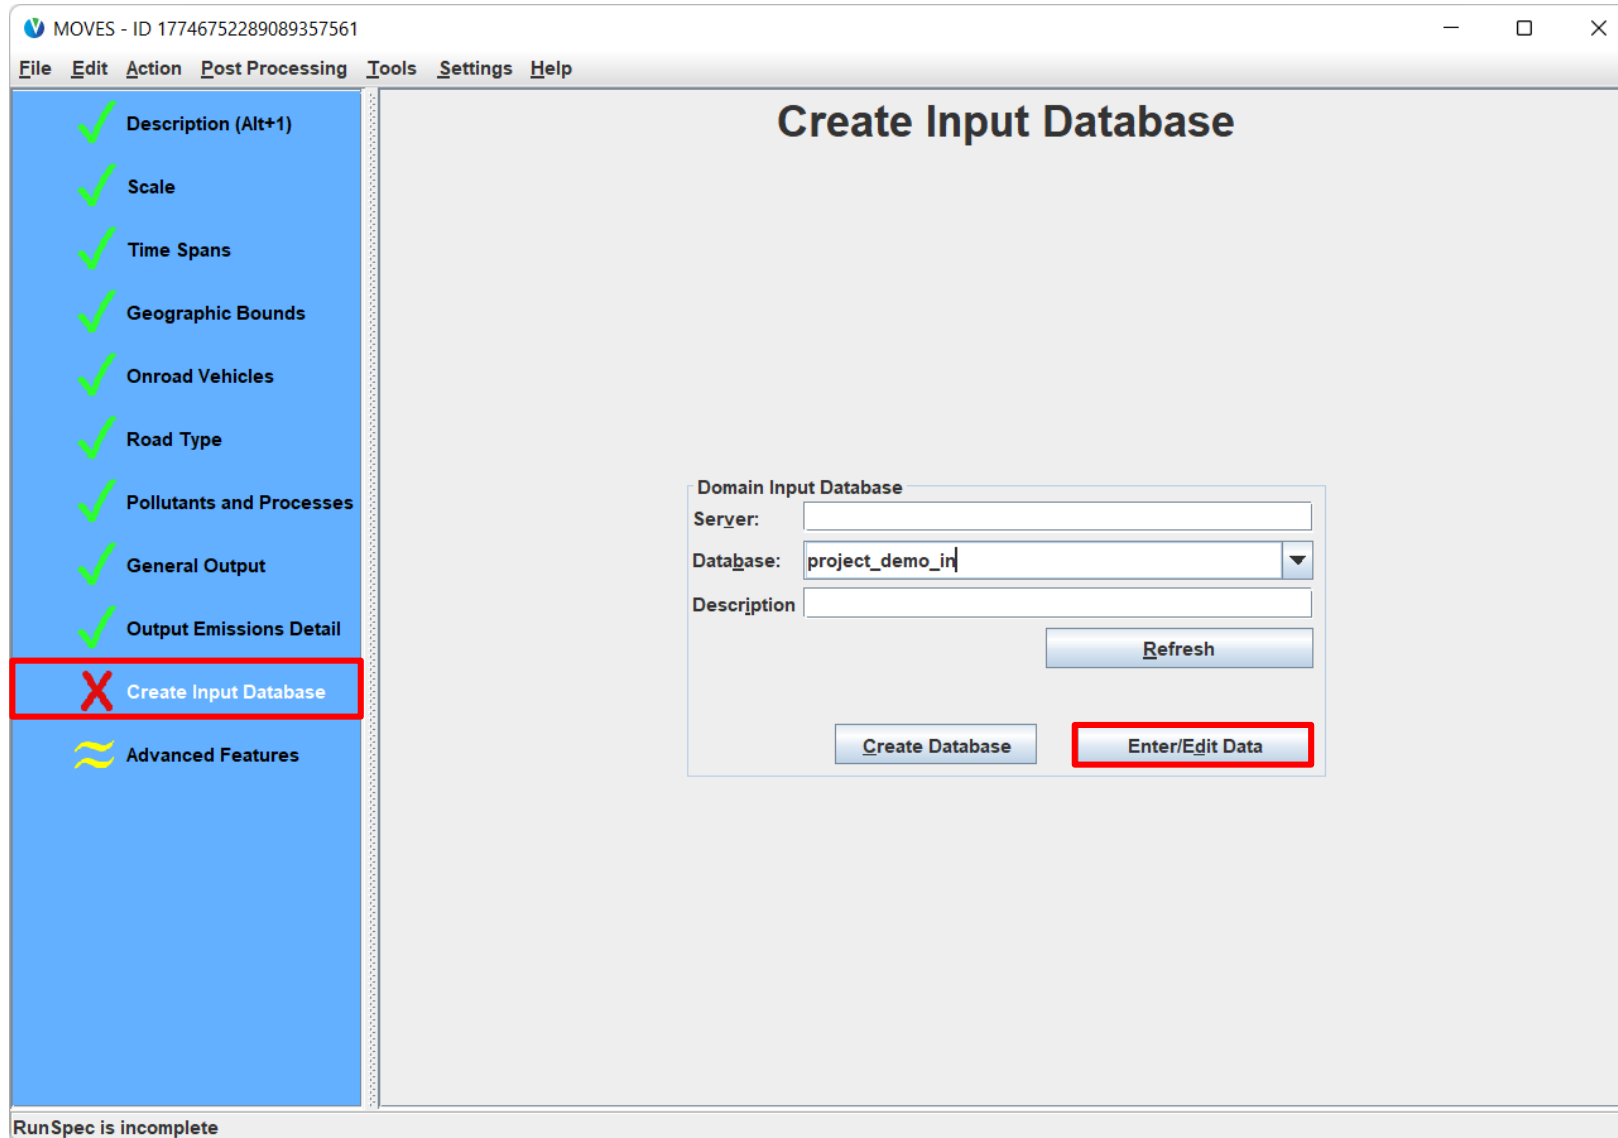 MOVES - ID 17746752289089357561
File Edit Action Post Processing Tools Settings Help
Description (Alt+1)
Scale
Time Spans
Geographic Bounds
Onroad Vehicles
Road Type
Pollutants and Processes
General Output
Output Emissions Detail
Create Input Database
Advanced Features
Create Input Database
Domain Input Database
Server:
Database: project_demo_in
Description
Refresh
Create Database Enter/Edit Data
RunSpec is incomplete